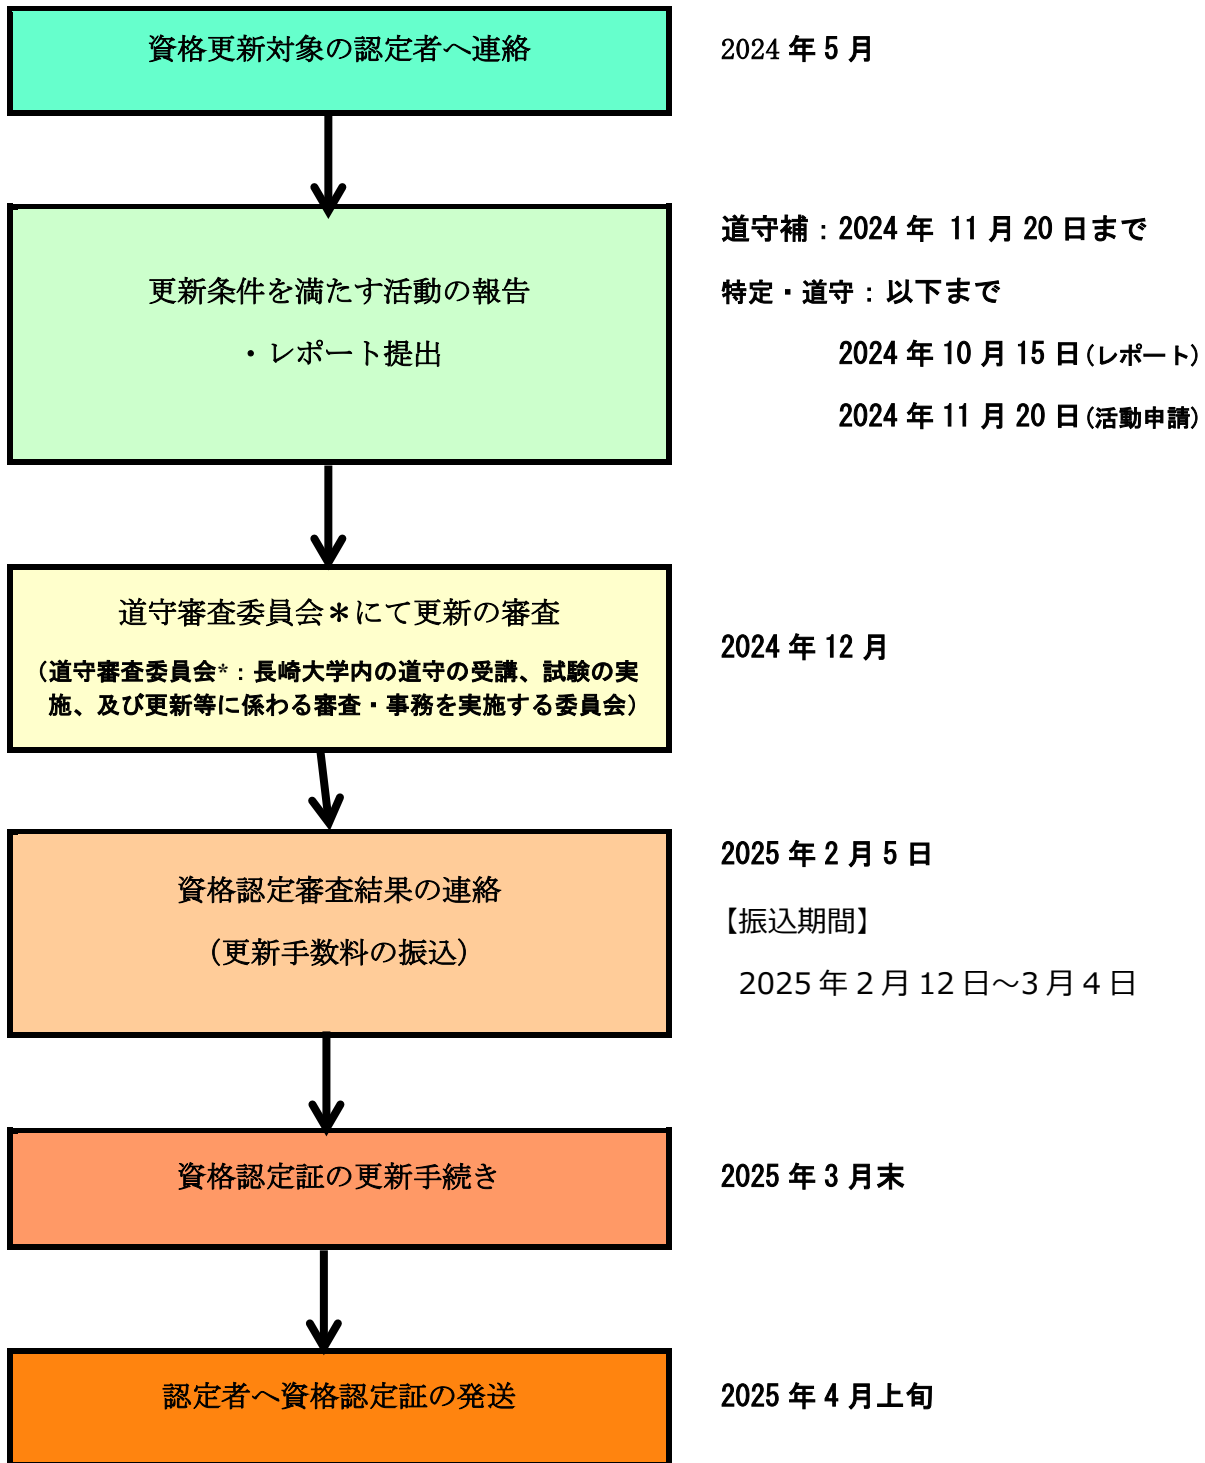 資格更新対象の認定者へ連絡
2024年5月
更新条件を満たす活動の報告
・レポート提出
道守補：2024年 11月20日まで
特定・道守：以下まで
2024年10月15日(レポート)
2024年11月20日(活動申請)
道守審査委員会＊にて更新の審査
（道守審査委員会*：長崎大学内の道守の受講、試験の実
施、及び更新等に係わる審査・事務を実施する委員会）
2024年12月
資格認定審査結果の連絡
（更新手数料の振込）
2025年2月5日
【振込期間】
2025年2月12日～3月4日
資格認定証の更新手続き
2025年3月末
認定者へ資格認定証の発送
2025年4月上旬